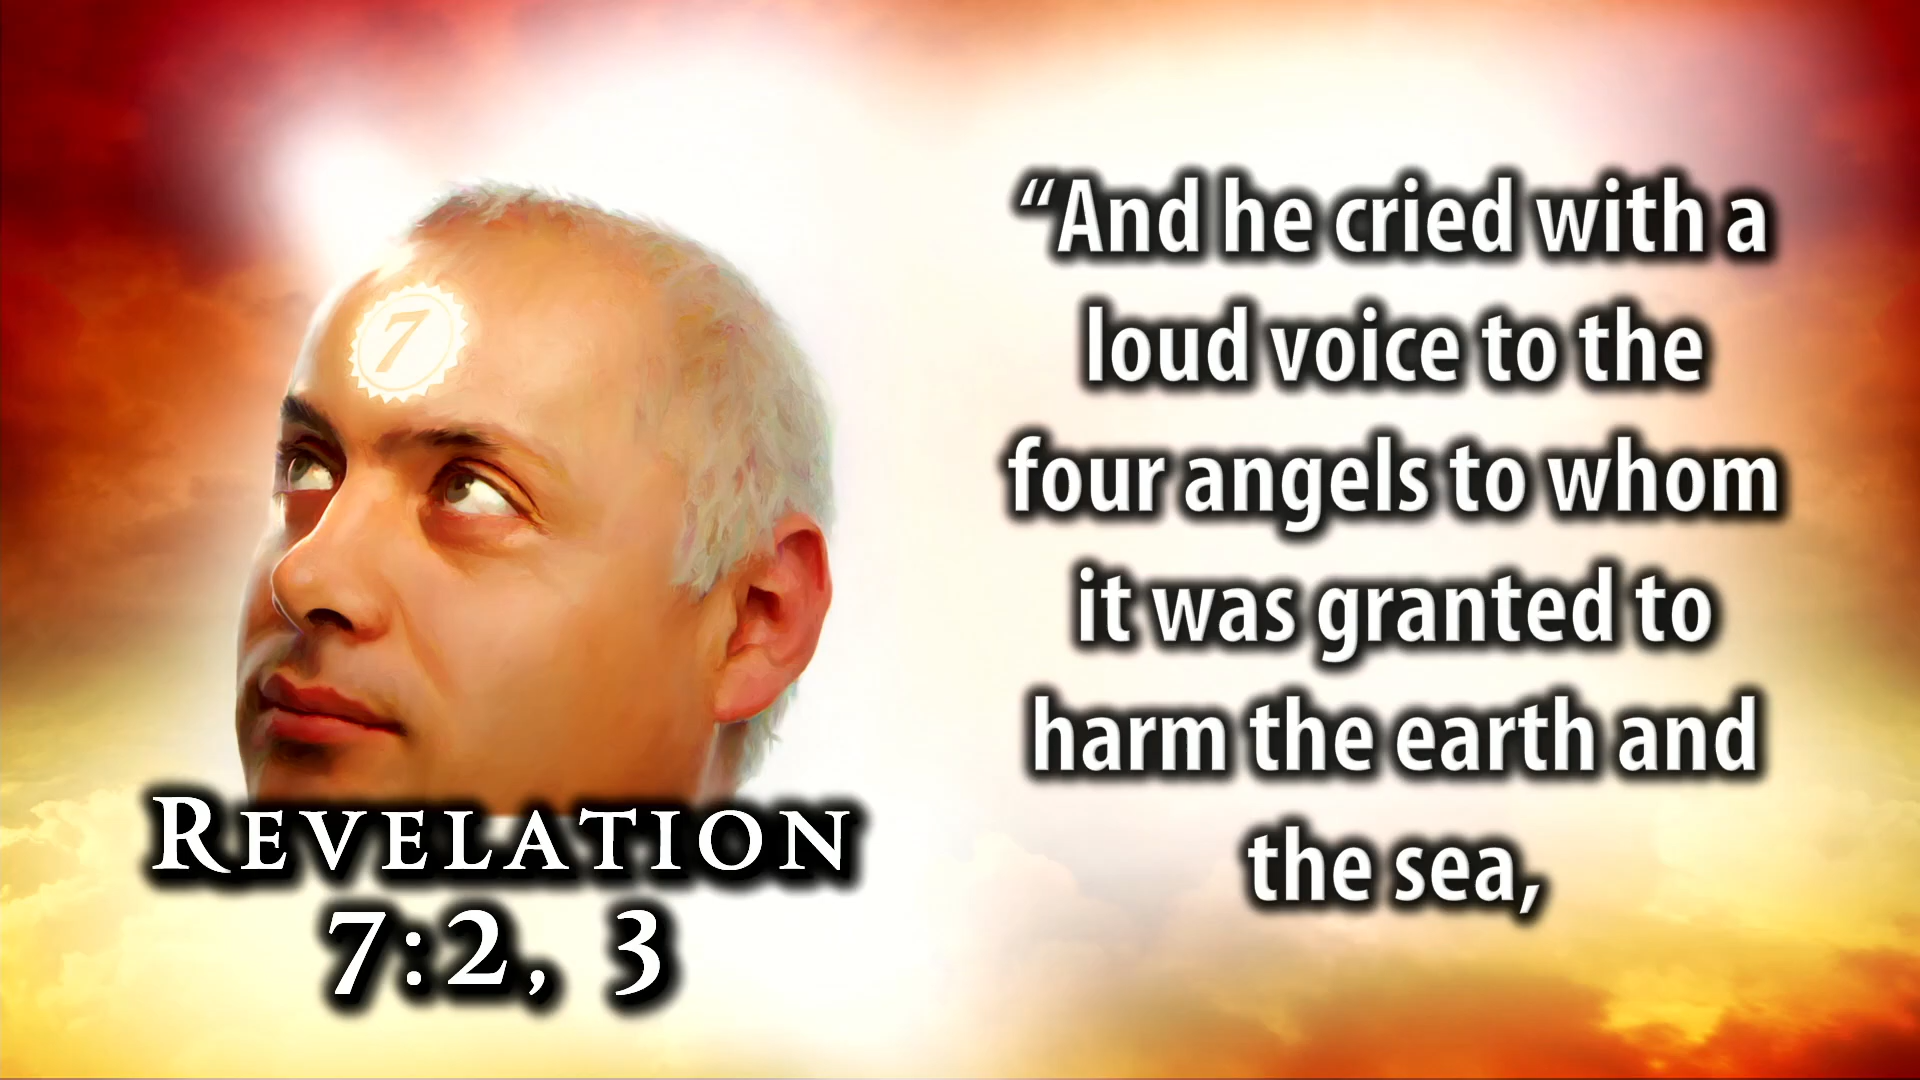 7
REVELATION
7:2, 3
“And he cried with a
loud voice to the
four angels to whom
it was granted to
harm the earth and
the sea,